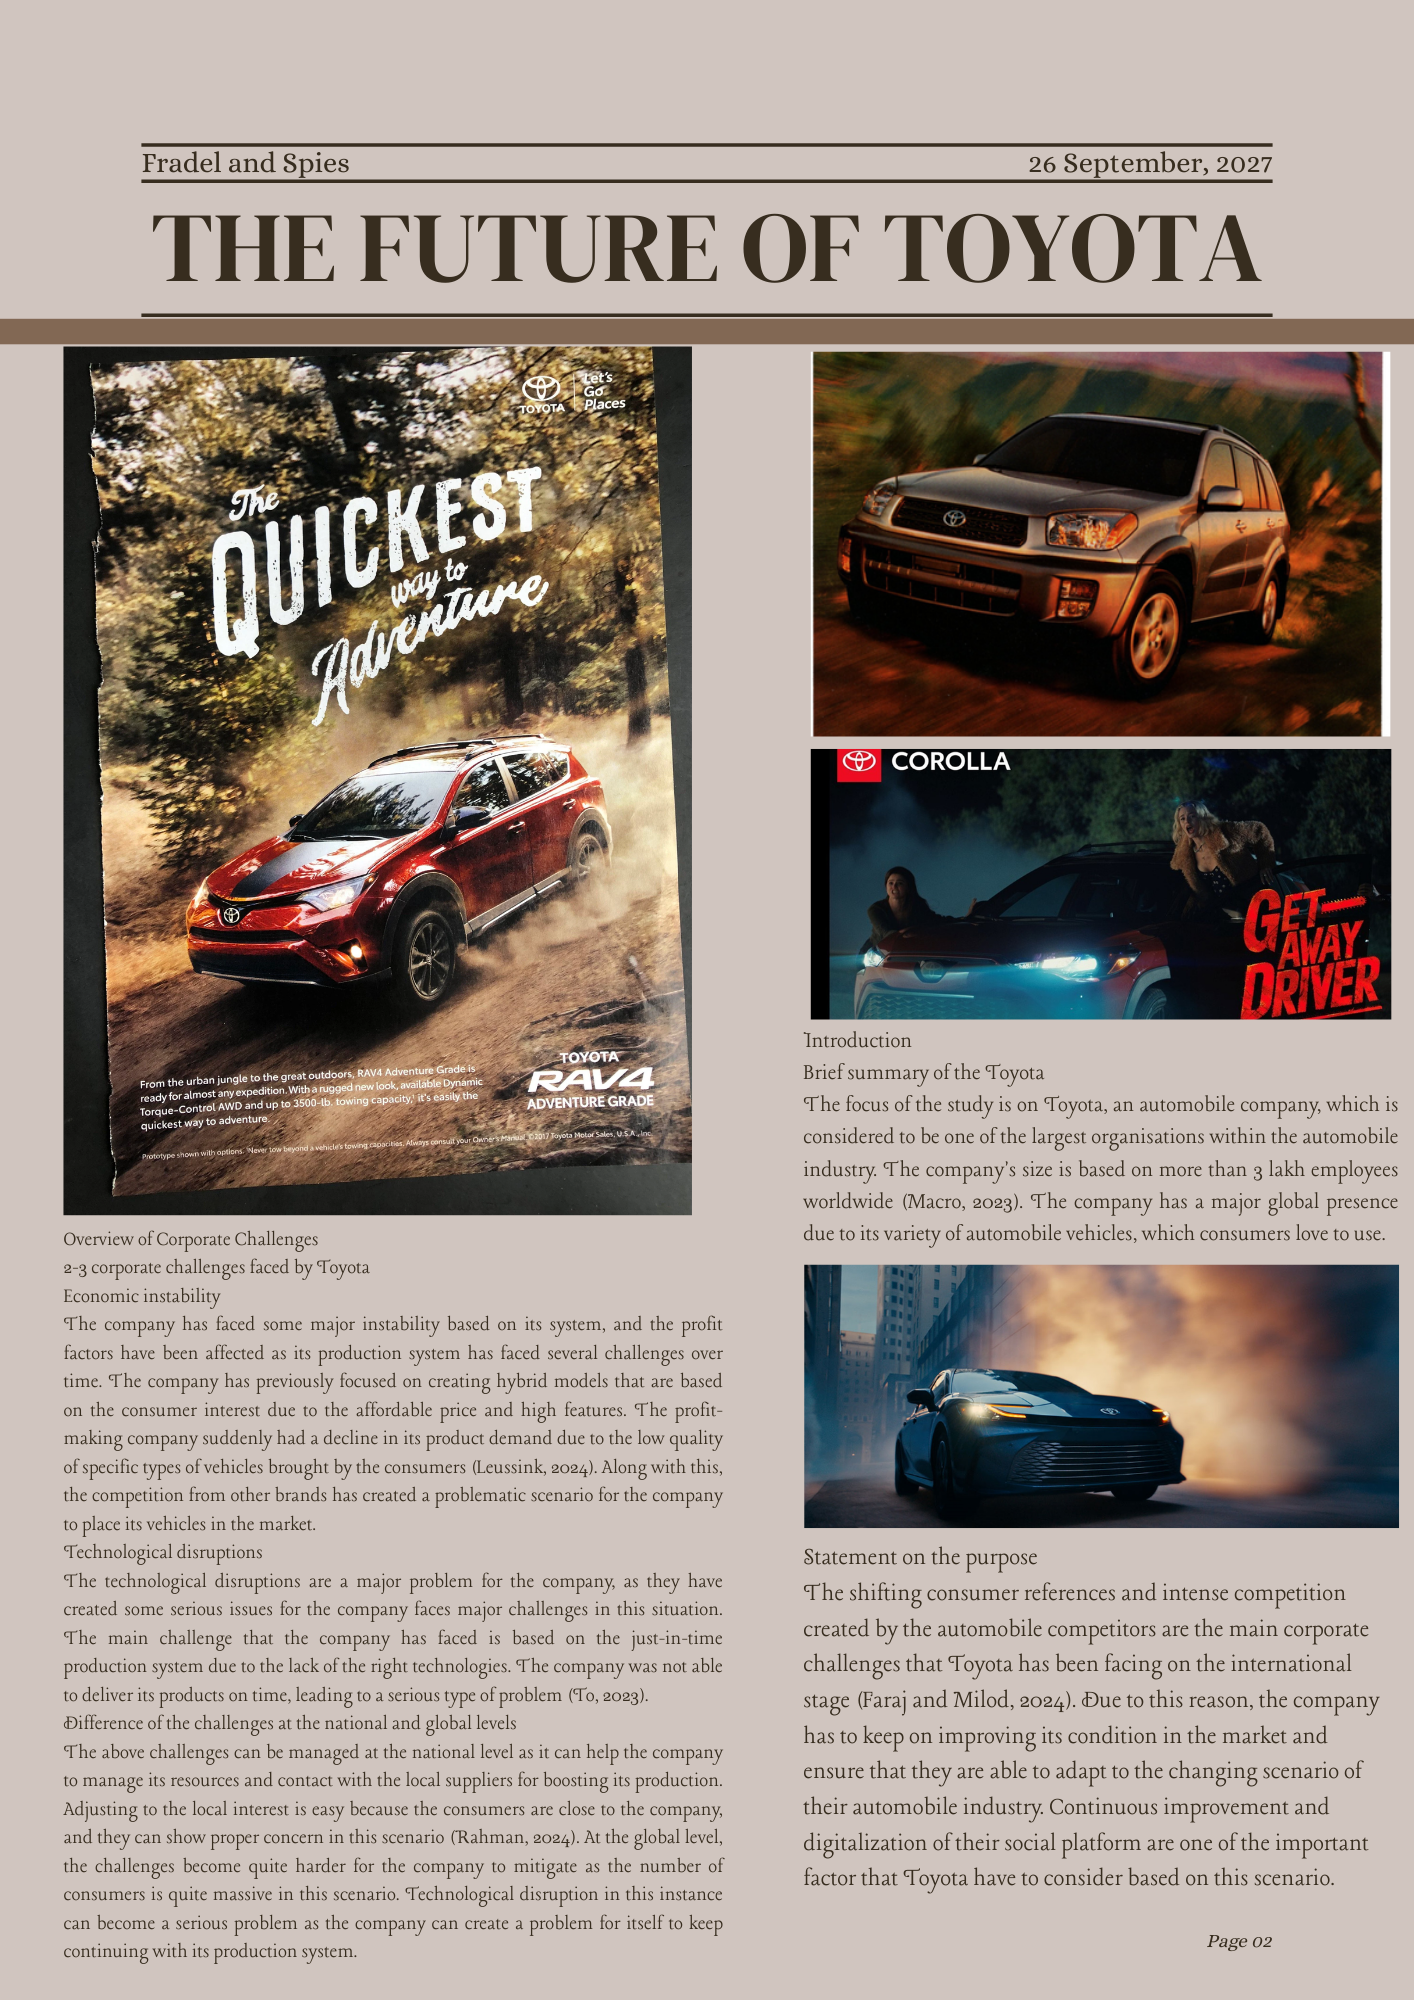 Fradel and Spies
26 September, 2027
THE FUTURE OF TOYOTA
TOYOTA
Let's
Go
Places
The
QUICKEST
way to
Adventure
From the urban jungle to the great outdoors, RAV4 Adventure Grade is
ready for almost any expedition. With a rugged new look, available Dynamic
Torque-Control AWD and up to 3500-lb. towing capacity,¹ it's easily the
quickest way to adventure.
TOYOTA
RAV4
ADVENTURE GRADE
Prototype shown with options. ¹Never tow beyond a vehicle's towing capacities. Always consult your Owner's Manual. ©2017 Toyota Motor Sales, U.S.A., Inc.
Overview of Corporate Challenges
2-3 corporate challenges faced by Toyota
Economic instability
The company has faced some major instability based on its system, and the profit
factors have been affected as its production system has faced several challenges over
time. The company has previously focused on creating hybrid models that are based
on the consumer interest due to the affordable price and high features. The profit-
making company suddenly had a decline in its product demand due to the low quality
of specific types of vehicles brought by the consumers (Leussink, 2024). Along with this,
the competition from other brands has created a problematic scenario for the company
to place its vehicles in the market.
Technological disruptions
The technological disruptions are a major problem for the company, as they have
created some serious issues for the company faces major challenges in this situation.
The main challenge that the company has faced is based on the just-in-time
production system due to the lack of the right technologies. The company was not able
to deliver its products on time, leading to a serious type of problem (To, 2023).
Difference of the challenges at the national and global levels
The above challenges can be managed at the national level as it can help the company
to manage its resources and contact with the local suppliers for boosting its production.
Adjusting to the local interest is easy because the consumers are close to the company,
and they can show proper concern in this scenario (Rahman, 2024). At the global level,
the challenges become quite harder for the company to mitigate as the number of
consumers is quite massive in this scenario. Technological disruption in this instance
can become a serious problem as the company can create a problem for itself to keep
continuing with its production system.
COROLLA
GET
AWAY
DRIVER
Introduction
Brief summary of the Toyota
The focus of the study is on Toyota, an automobile company, which is
considered to be one of the largest organisations within the automobile
industry. The company's size is based on more than 3 lakh employees
worldwide (Macro, 2023). The company has a major global presence
due to its variety of automobile vehicles, which consumers love to use.
Statement on the purpose
The shifting consumer references and intense competition
created by the automobile competitors are the main corporate
challenges that Toyota has been facing on the international
stage (Faraj and Milod, 2024). Due to this reason, the company
has to keep on improving its condition in the market and
ensure that they are able to adapt to the changing scenario of
their automobile industry. Continuous improvement and
digitalization of their social platform are one of the important
factor that Toyota have to consider based on this scenario.
Page 02